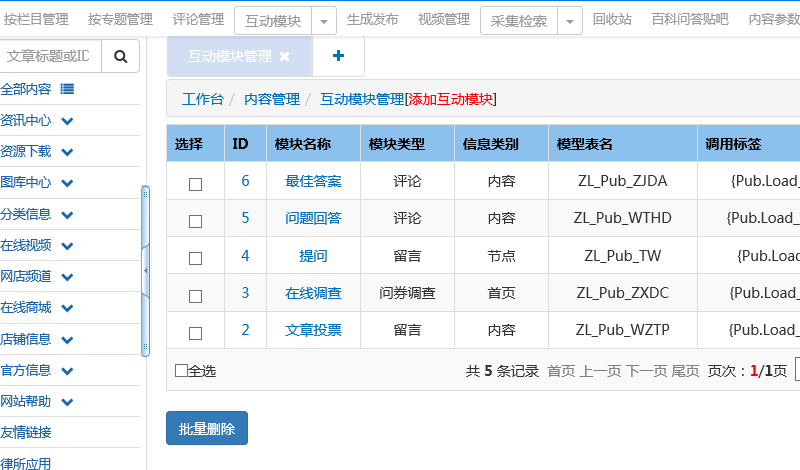 按栏目管理 按专题管理 评论管理 互动模块 生成发布 视频管理 采集检索 回收站 百科问答贴吧 内容参数
文章标题或ID
互动模块管理 ✖ +
全部内容
资讯中心
资源下载
图库中心
分类信息
在线视频
网店频道
在线商城
店铺信息
官方信息
网站帮助
友情链接
律所应用
工作台 / 内容管理 / 互动模块管理[添加互动模块]
选择 ID 模块名称 模块类型 信息类别 模型表名 调用标签
6 最佳答案 评论 内容 ZL_Pub_ZJDA {Pub.Load_
5 问题回答 评论 内容 ZL_Pub_WTHD {Pub.Load_
4 提问 留言 节点 ZL_Pub_TW {Pub.Loa
3 在线调查 问券调查 首页 ZL_Pub_ZXDC {Pub.Load_
2 文章投票 留言 内容 ZL_Pub_WZTP {Pub.Load_
全选 共 5 条记录 首页 上一页 下一页 尾页 页次：1/1页
批量删除